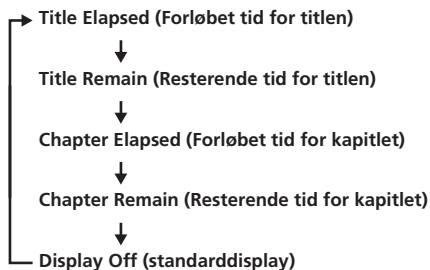 Title Elapsed (Forløbet tid for titlen)
Title Remain (Resterende tid for titlen)
Chapter Elapsed (Forløbet tid for kapitlet)
Chapter Remain (Resterende tid for kapitlet)
Display Off (standarddisplay)